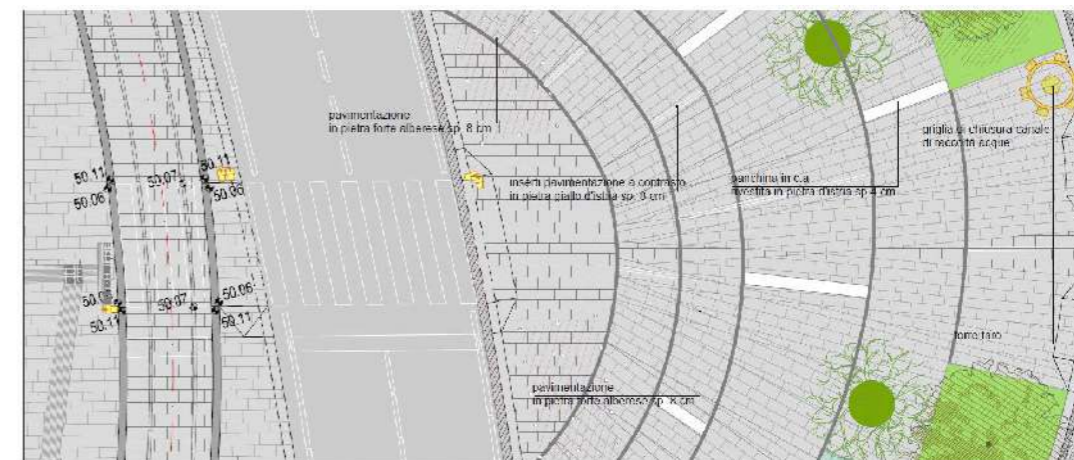 pavimentazione
in pietra forte alberese sp. 8 cm
griglia di chiusura canale
di raccolta acque
50.11
50.07
50.11
50.06
50.06
inserti pavimentazione a contrasto
in pietra giallo d'istria sp. 8 cm
panchina in c.a
rivestita in pietra d'istria sp 4 cm
50.07
50.06
50.11
50.11
torre faro
pavimentazione
in pietra forte alberese sp. 8 cm